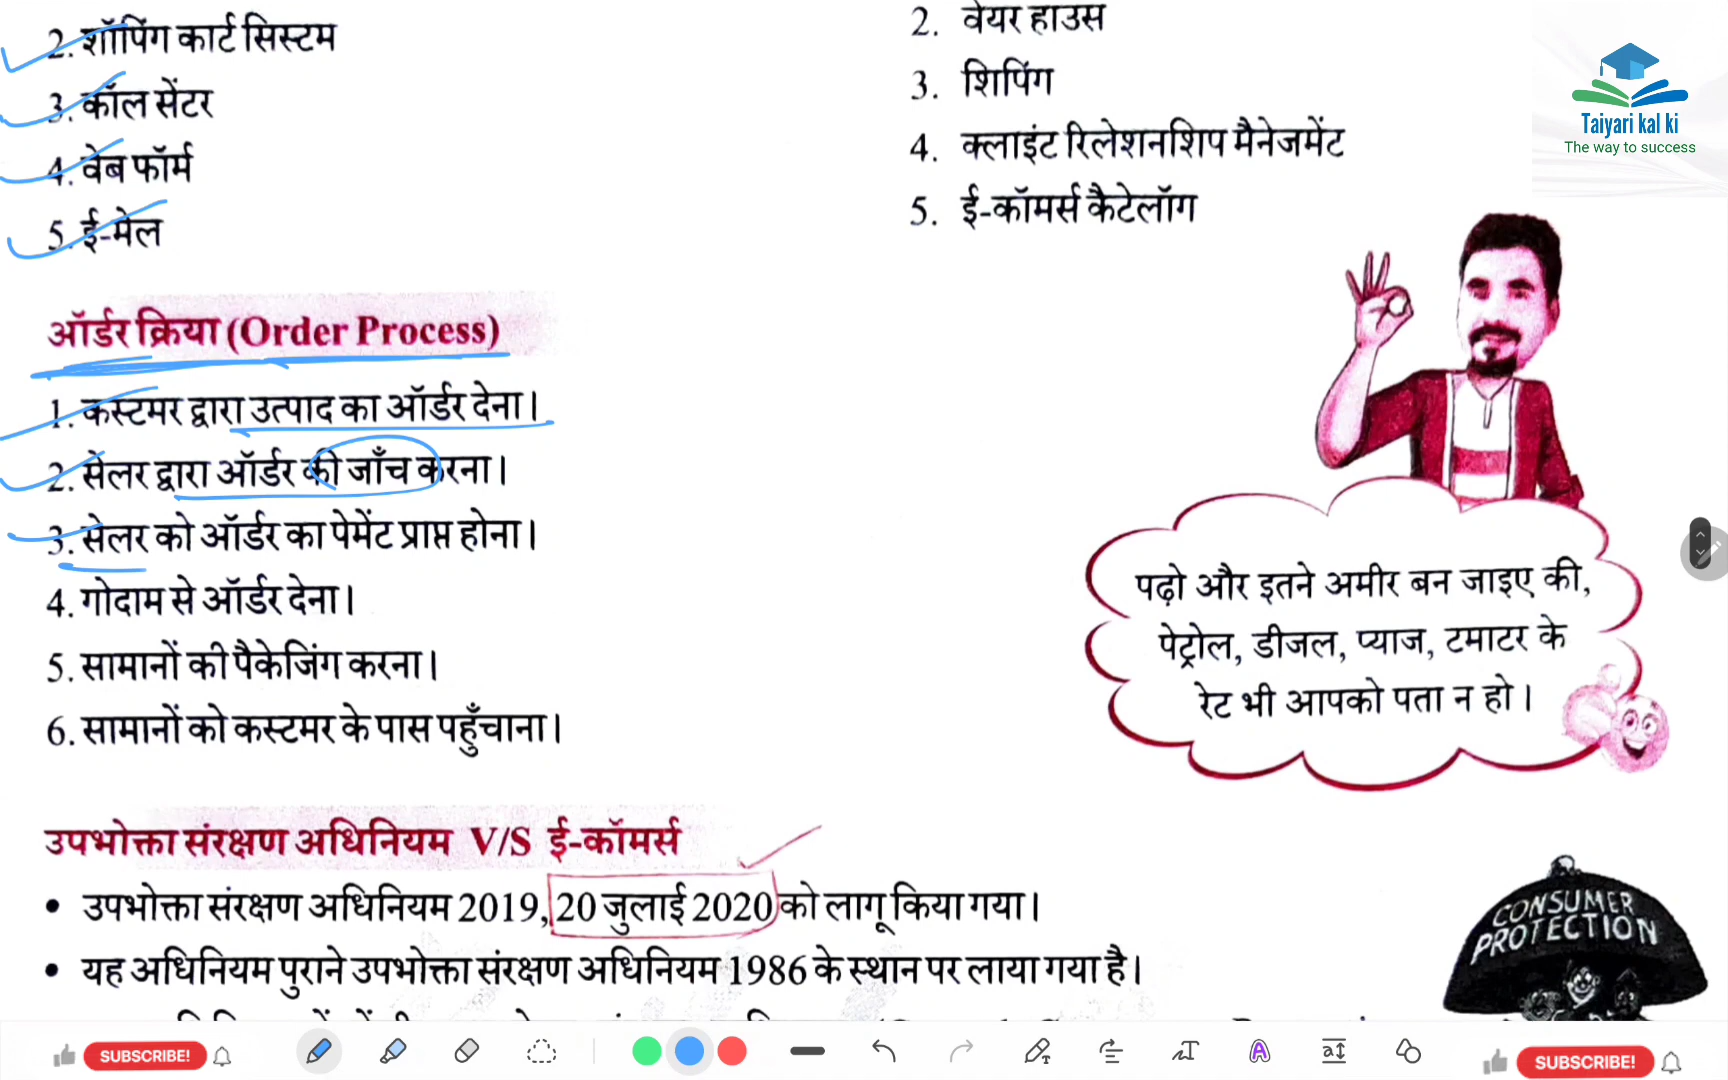 2. शॉपिंग कार्ट सिस्टम
3. कॉल सेंटर
4. वेब फॉर्म
5. ई-मेल
2. वेयर हाउस
3. शिपिंग
4. क्लाइंट रिलेशनशिप मैनेजमेंट
5. ई-कॉमर्स कैटेलॉग
Taiyari kal ki
The way to success
ऑर्डर क्रिया (Order Process)
1. कस्टमर द्वारा उत्पाद का ऑर्डर देना।
2. सेलर द्वारा ऑर्डर की जाँच करना।
3. सेलर को ऑर्डर का पेमेंट प्राप्त होना।
4. गोदाम से ऑर्डर देना।
5. सामानों की पैकेजिंग करना।
6. सामानों को कस्टमर के पास पहुँचाना।
पढ़ो और इतने अमीर बन जाइए की,
पेट्रोल, डीजल, प्याज, टमाटर के
रेट भी आपको पता न हो।
उपभोक्ता संरक्षण अधिनियम V/S ई-कॉमर्स
• उपभोक्ता संरक्षण अधिनियम 2019, 20 जुलाई 2020 को लागू किया गया।
• यह अधिनियम पुराने उपभोक्ता संरक्षण अधिनियम 1986 के स्थान पर लाया गया है।
CONSUMER
PROTECTION
SUBSCRIBE!
SUBSCRIBE!